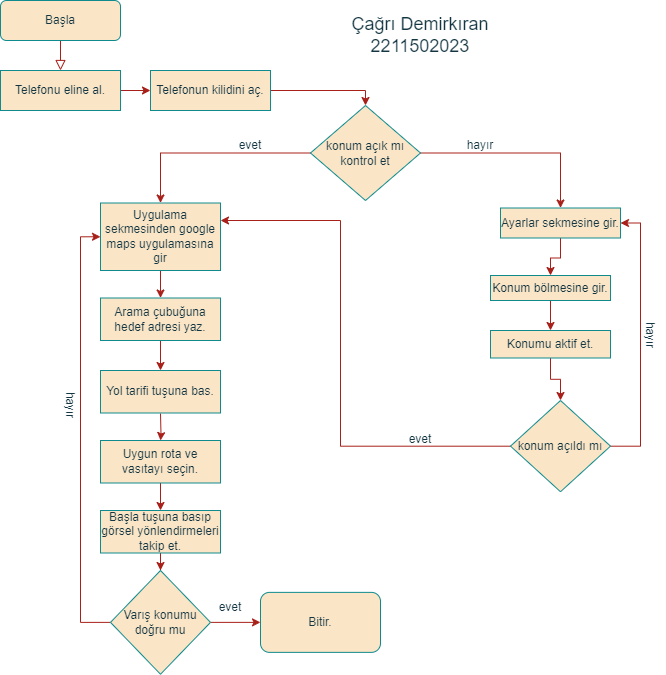 Başla
Çağrı Demirkıran
2211502023
Telefonu eline al.
Telefonun kilidini aç.
konum açık mı
kontrol et
evet
hayır
Uygulama
sekmesinden google
maps uygulamasına
gir
Ayarlar sekmesine gir.
Konum bölmesine gir.
Arama çubuğuna
hedef adresi yaz.
Konumu aktif et.
hayır
Yol tarifi tuşuna bas.
hayır
evet
konum açıldı mı
Uygun rota ve
vasıtayı seçin.
Başla tuşuna basıp
görsel yönlendirmeleri
takip et.
Varış konumu
doğru mu
evet
Bitir.